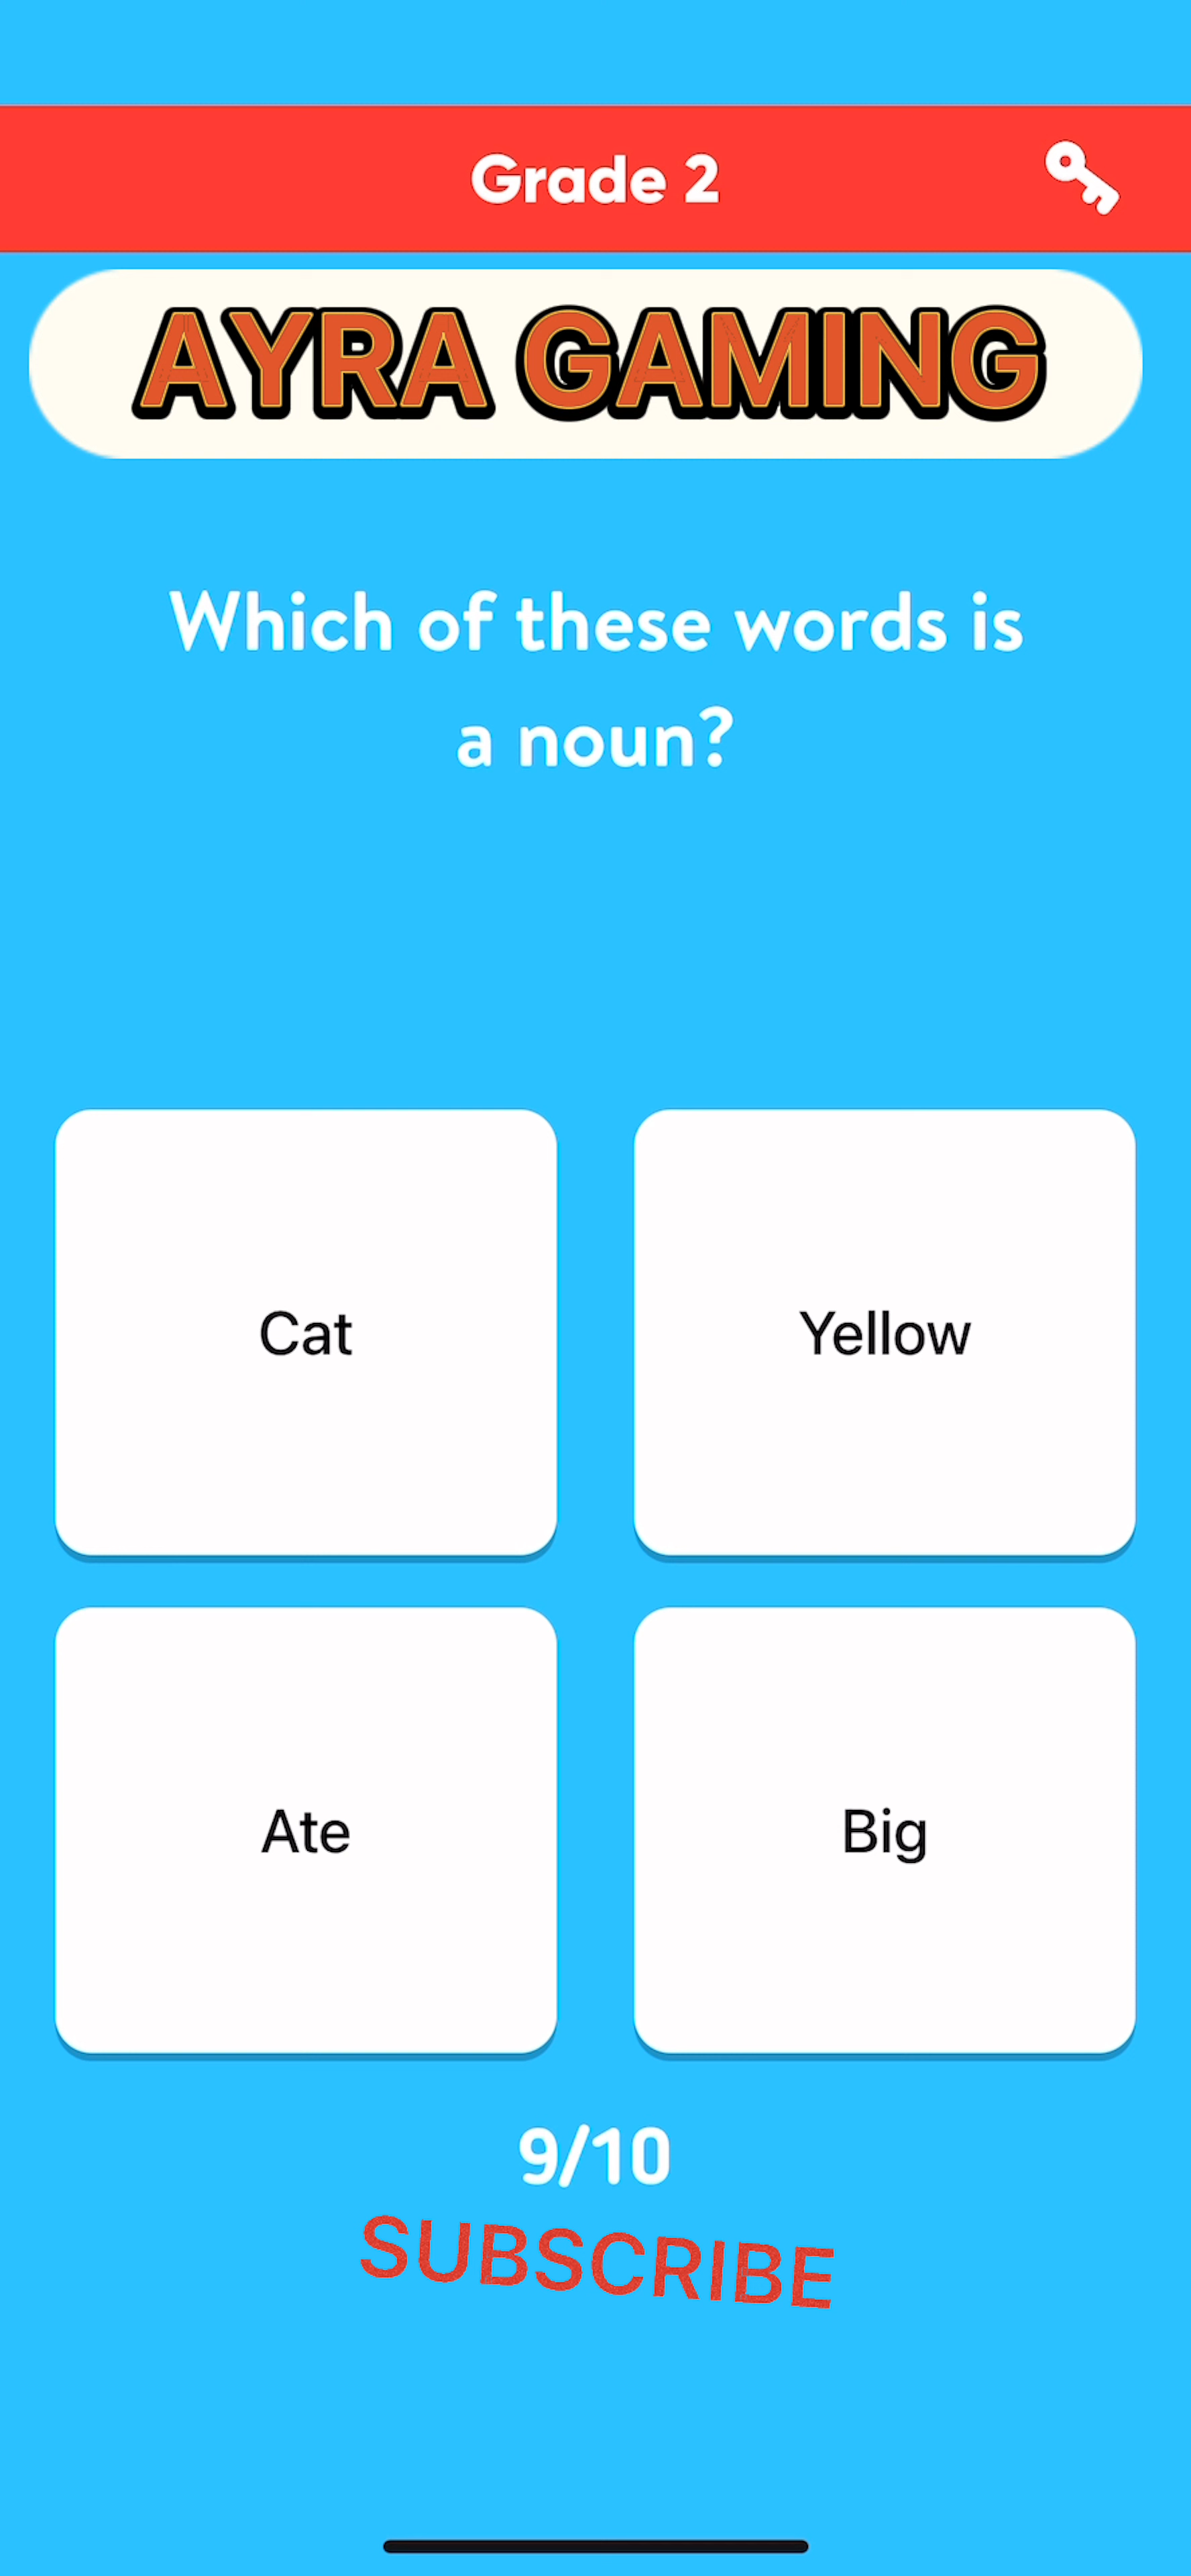 Grade 2
AYRA GAMING
Which of these words is
a noun?
Cat
Yellow
Ate
Big
9/10
SUBSCRIBE